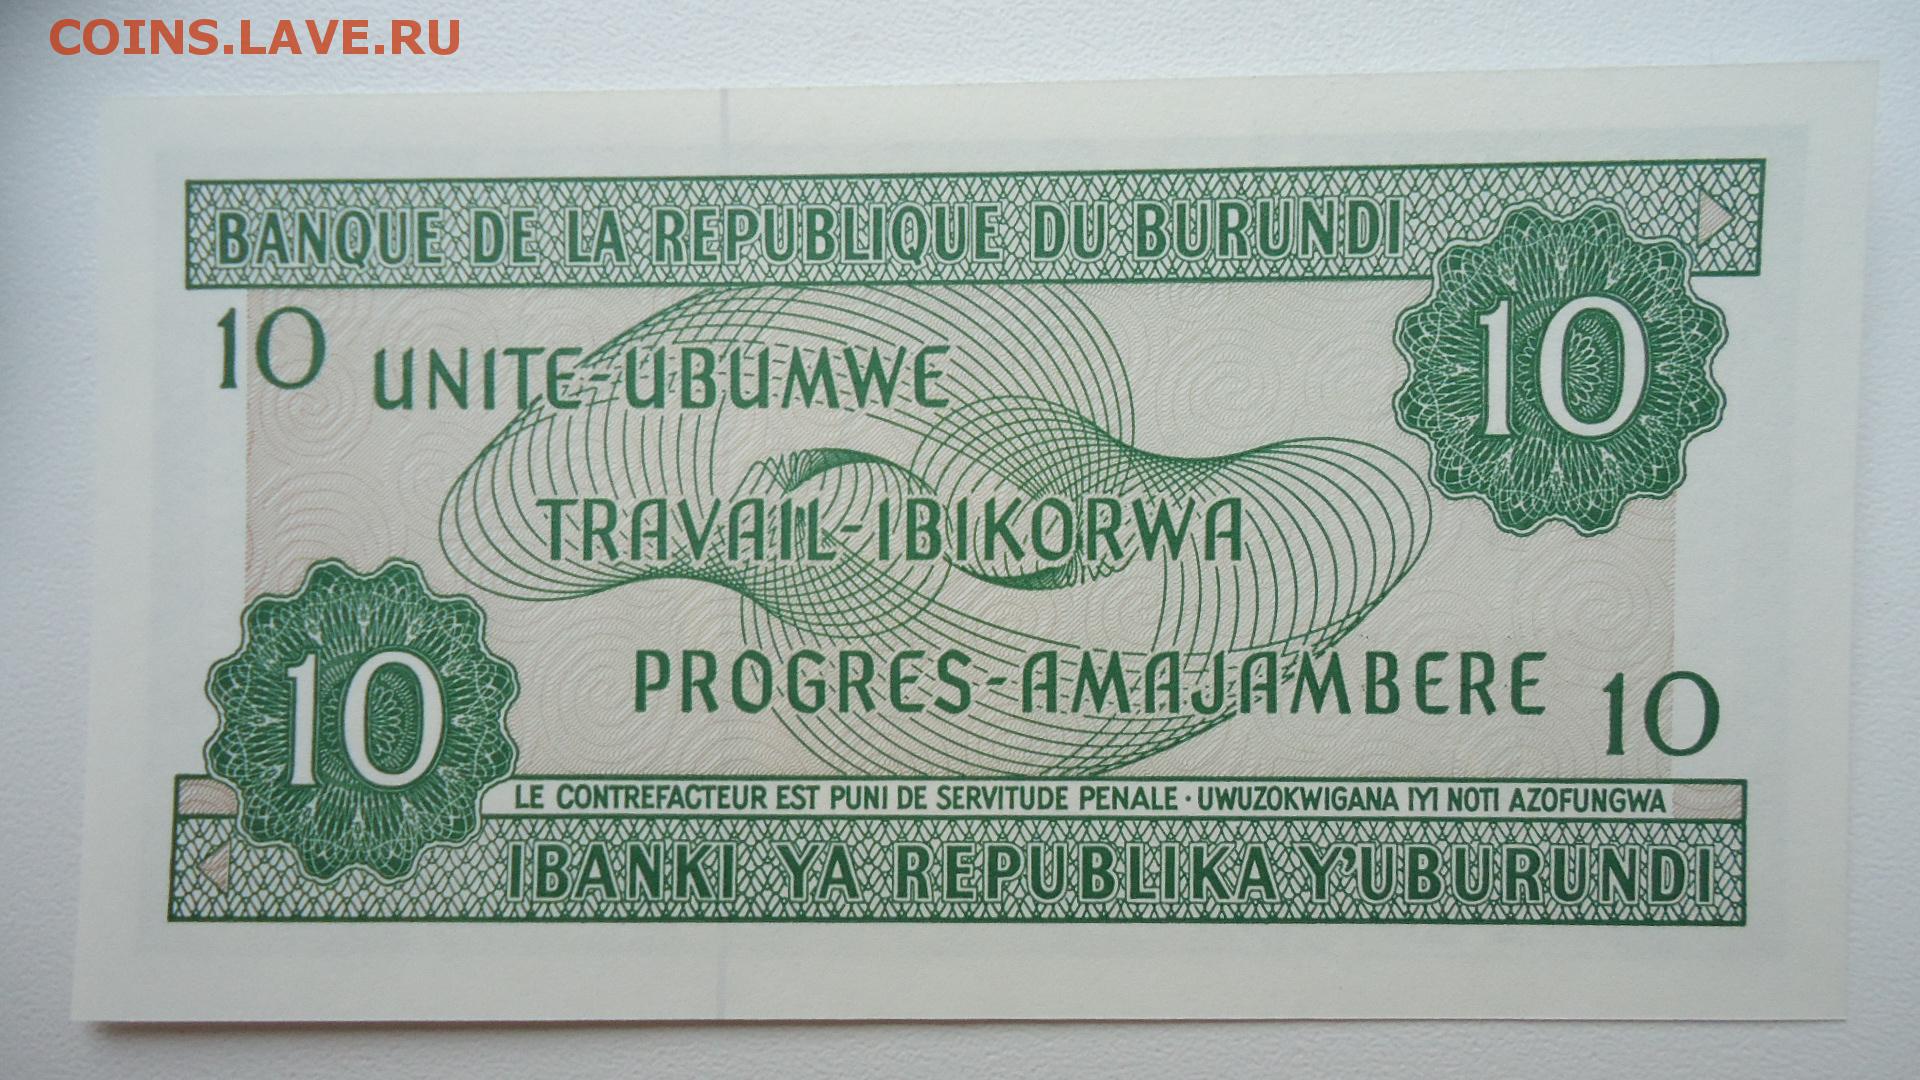 COINS.LAVE.RU
BANQUE DE LA REPUBLIQUE DU BURUNDI
10
10
UNITE-UBUMWE
TRAVAIL-IBIKORWA
PROGRES-AMAJAMBERE
10
10
LE CONTREFACTEUR EST PUNI DE SERVITUDE PENALE · UWUZOKWIGANA IYI NOTI AZOFUNGWA
IBANKI YA REPUBLIKA Y'UBURUNDI